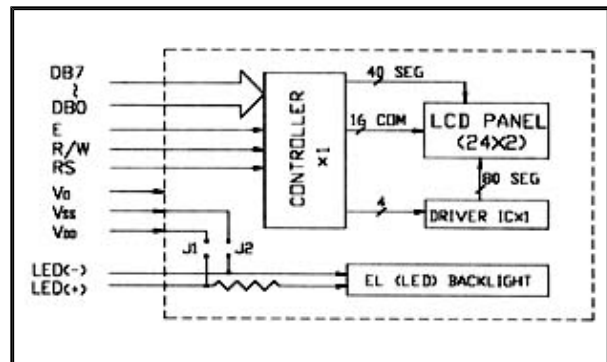 DB7
≀
DB0
E
R/W
RS
Vo
Vss
VDD
LED(-)
LED(+)
J1
J2
CONTROLLER
x1
40 SEG
16 COM
4
LCD PANEL
(24X2)
80 SEG
DRIVER ICx1
EL (LED) BACKLIGHT